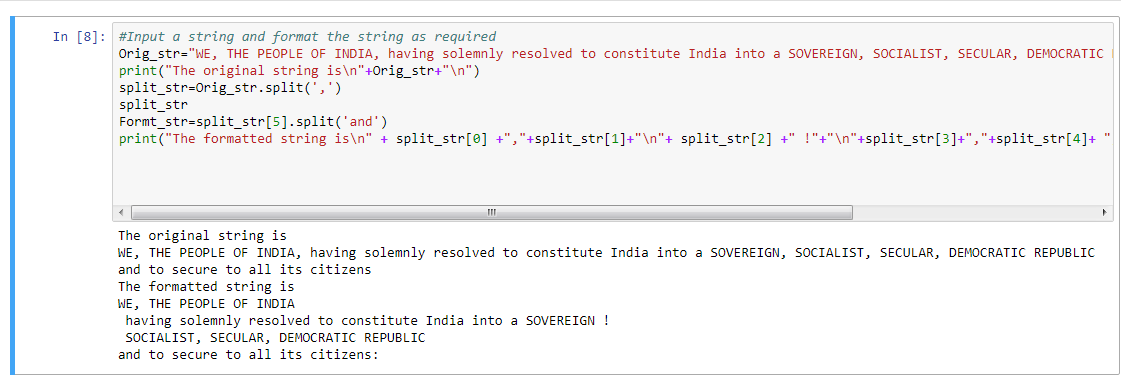 In [8]: #Input a string and format the string as required
Orig_str="WE, THE PEOPLE OF INDIA, having solemnly resolved to constitute India into a SOVEREIGN, SOCIALIST, SECULAR, DEMOCRATIC
print("The original string is\n"+Orig_str+"\n")
split_str=Orig_str.split(',')
split_str
Formt_str=split_str[5].split('and')
print("The formatted string is\n" + split_str[0] +","+split_str[1]+"\n"+ split_str[2] +" !"+"\n"+split_str[3]+","+split_str[4]+ "
The original string is
WE, THE PEOPLE OF INDIA, having solemnly resolved to constitute India into a SOVEREIGN, SOCIALIST, SECULAR, DEMOCRATIC REPUBLIC
and to secure to all its citizens
The formatted string is
WE, THE PEOPLE OF INDIA
 having solemnly resolved to constitute India into a SOVEREIGN !
 SOCIALIST, SECULAR, DEMOCRATIC REPUBLIC
and to secure to all its citizens: